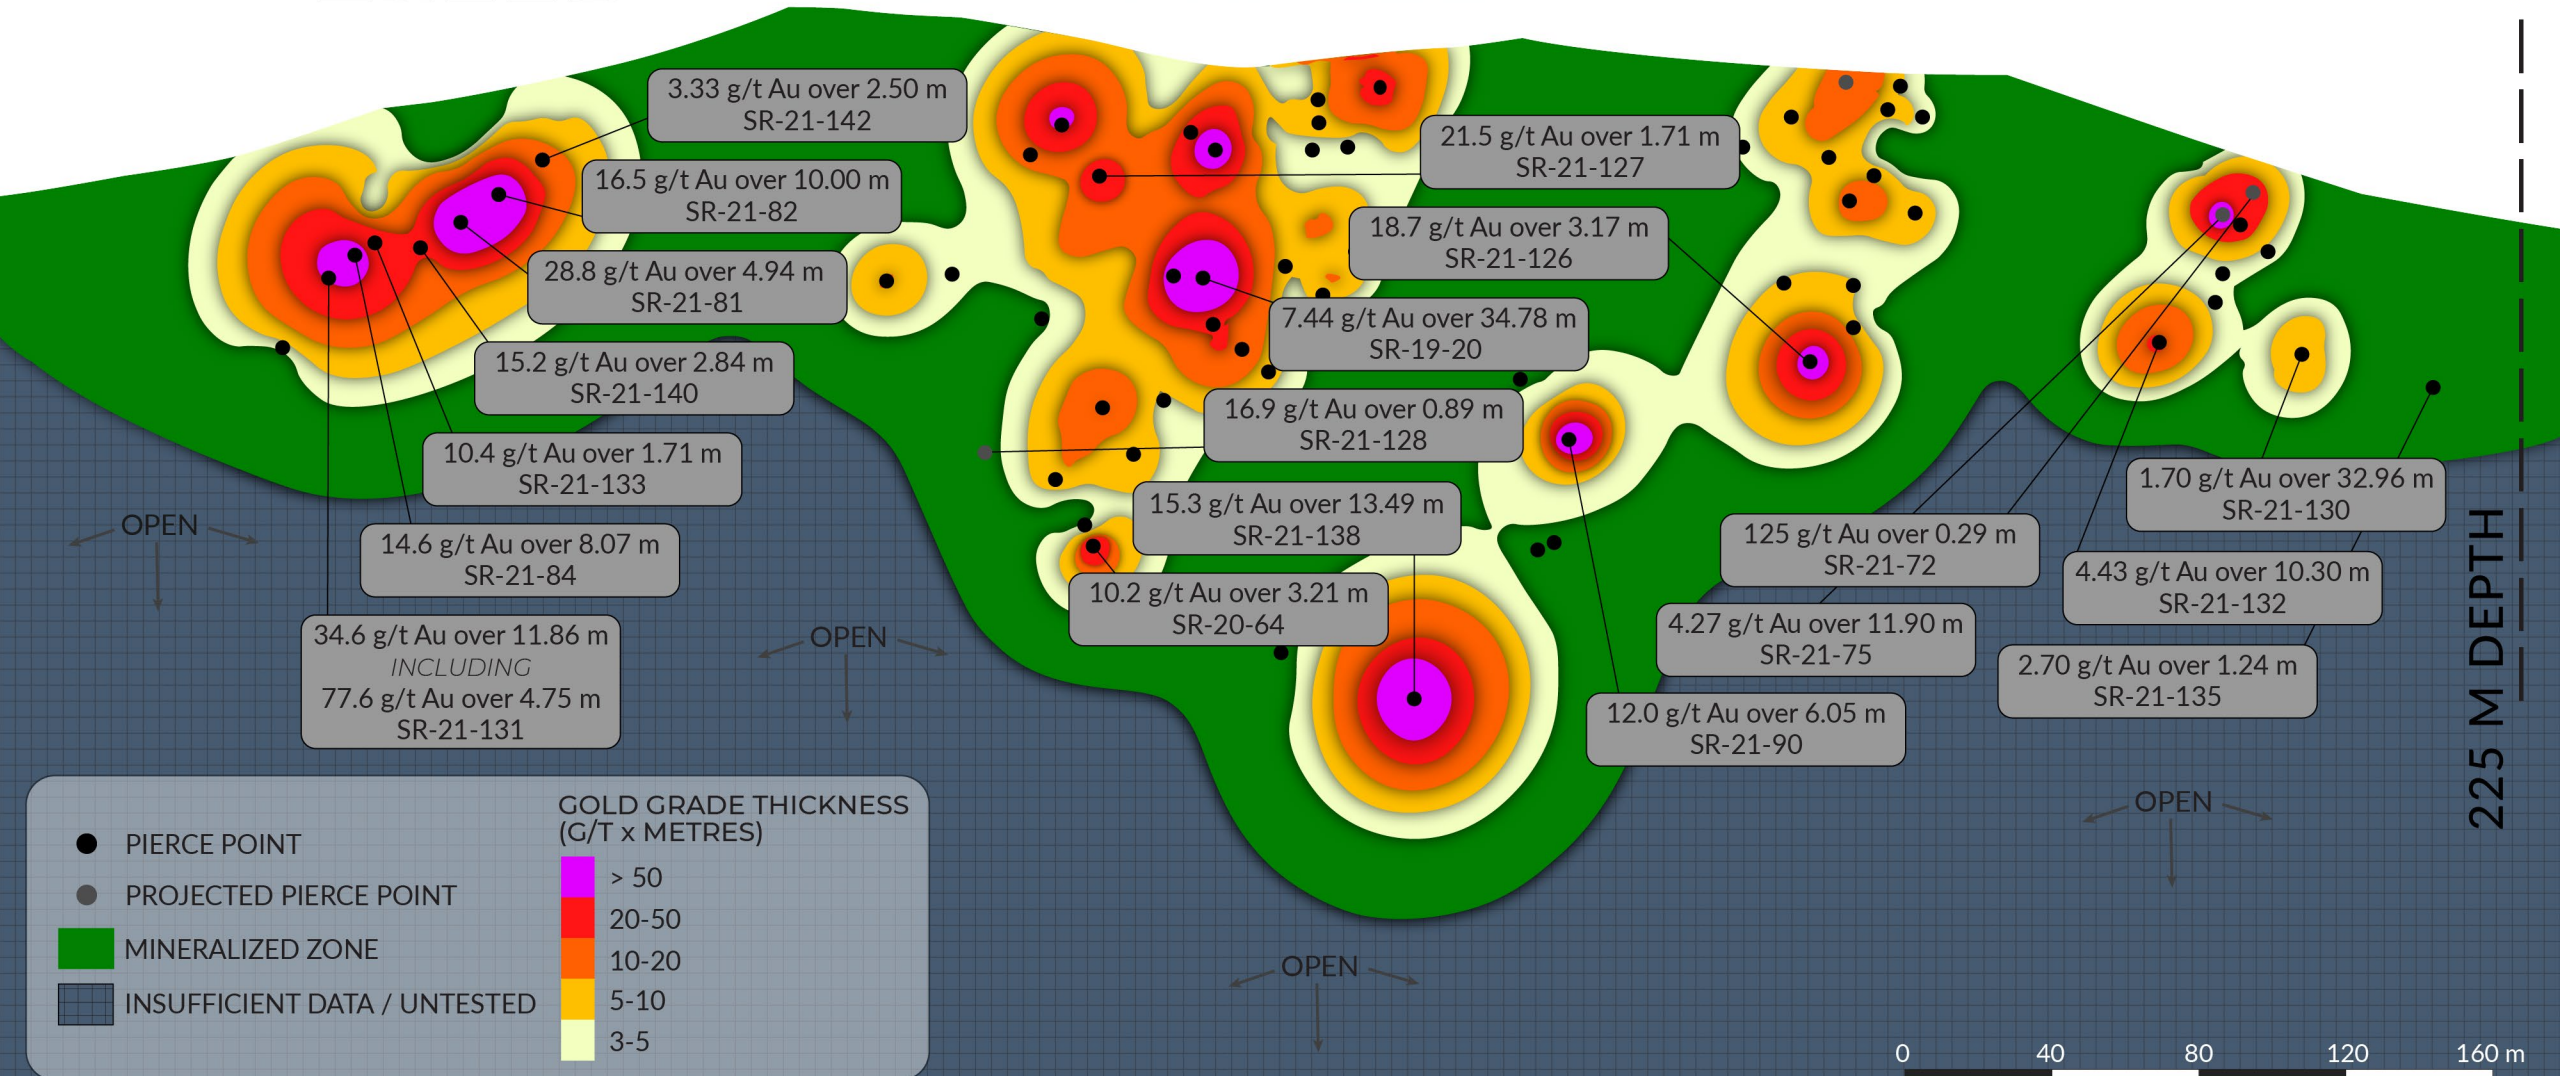 3.33 g/t Au over 2.50 m
SR-21-142
16.5 g/t Au over 10.00 m
SR-21-82
28.8 g/t Au over 4.94 m
SR-21-81
15.2 g/t Au over 2.84 m
SR-21-140
10.4 g/t Au over 1.71 m
SR-21-133
14.6 g/t Au over 8.07 m
SR-21-84
34.6 g/t Au over 11.86 m
INCLUDING
77.6 g/t Au over 4.75 m
SR-21-131
21.5 g/t Au over 1.71 m
SR-21-127
18.7 g/t Au over 3.17 m
SR-21-126
7.44 g/t Au over 34.78 m
SR-19-20
16.9 g/t Au over 0.89 m
SR-21-128
15.3 g/t Au over 13.49 m
SR-21-138
10.2 g/t Au over 3.21 m
SR-20-64
125 g/t Au over 0.29 m
SR-21-72
4.27 g/t Au over 11.90 m
SR-21-75
12.0 g/t Au over 6.05 m
SR-21-90
1.70 g/t Au over 32.96 m
SR-21-130
4.43 g/t Au over 10.30 m
SR-21-132
2.70 g/t Au over 1.24 m
SR-21-135
225 M DEPTH
OPEN
OPEN
OPEN
OPEN
PIERCE POINT
PROJECTED PIERCE POINT
MINERALIZED ZONE
INSUFFICIENT DATA / UNTESTED
GOLD GRADE THICKNESS
(G/T x METRES)
> 50
20-50
10-20
5-10
3-5
0 40 80 120 160 m